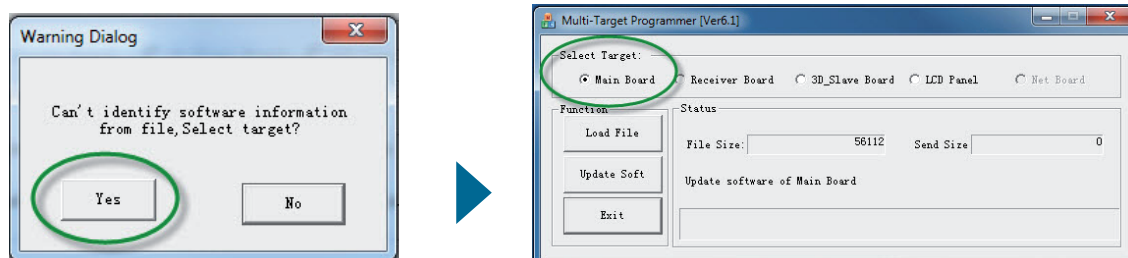 Warning Dialog
Can't identify software information
from file,Select target?
Yes
No
Multi-Target Programmer [Ver6.1]
Select Target:
Main Board
Receiver Board
3D_Slave Board
LCD Panel
Net Board
Function
Load File
Update Soft
Exit
Status
File Size:
56112
Send Size
0
Update software of Main Board